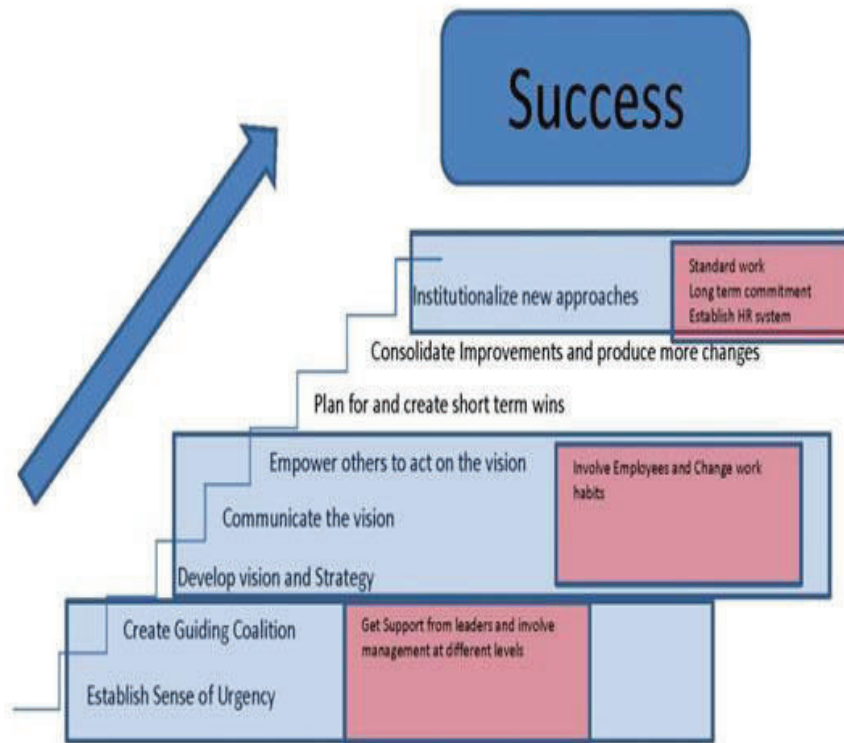 Success
Standard work
Long term commitment
Establish HR system
Institutionalize new approaches
Consolidate Improvements and produce more changes
Plan for and create short term wins
Empower others to act on the vision
Involve Employees and Change work
habits
Communicate the vision
Develop vision and Strategy
Create Guiding Coalition
Get Support from leaders and involve
management at different levels
Establish Sense of Urgency